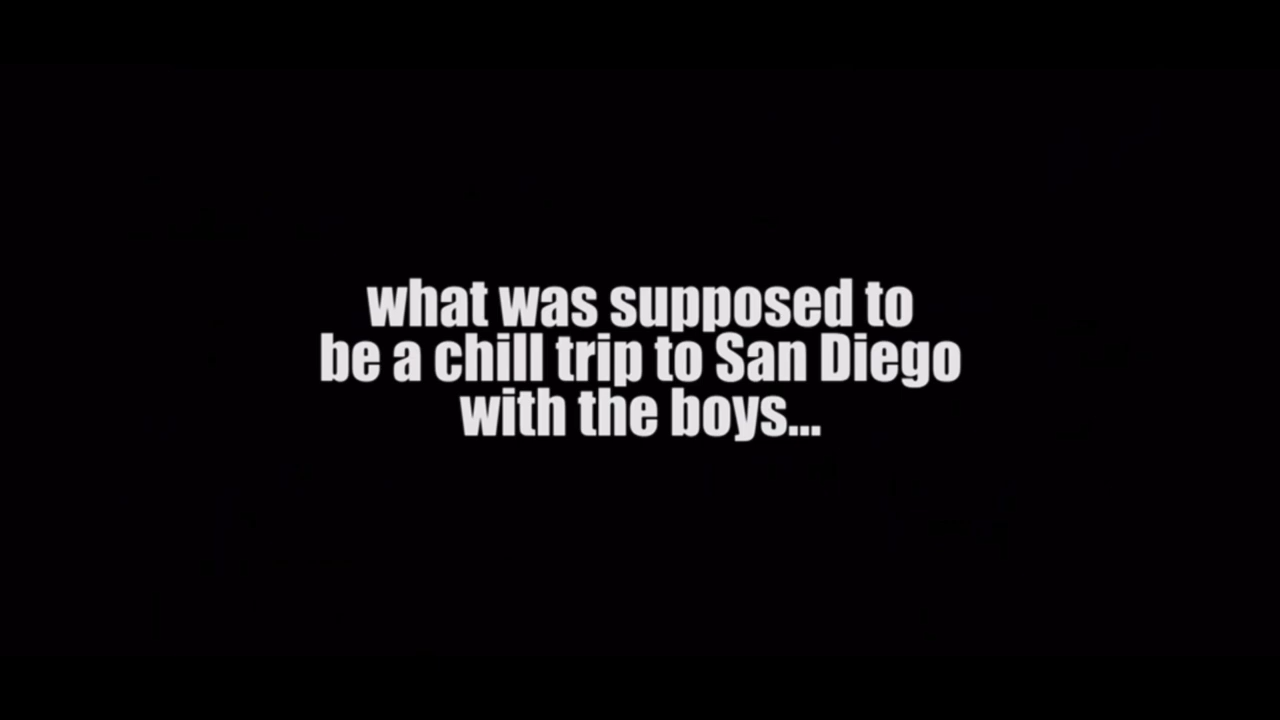 what was supposed to
be a chill trip to San Diego
with the boys...